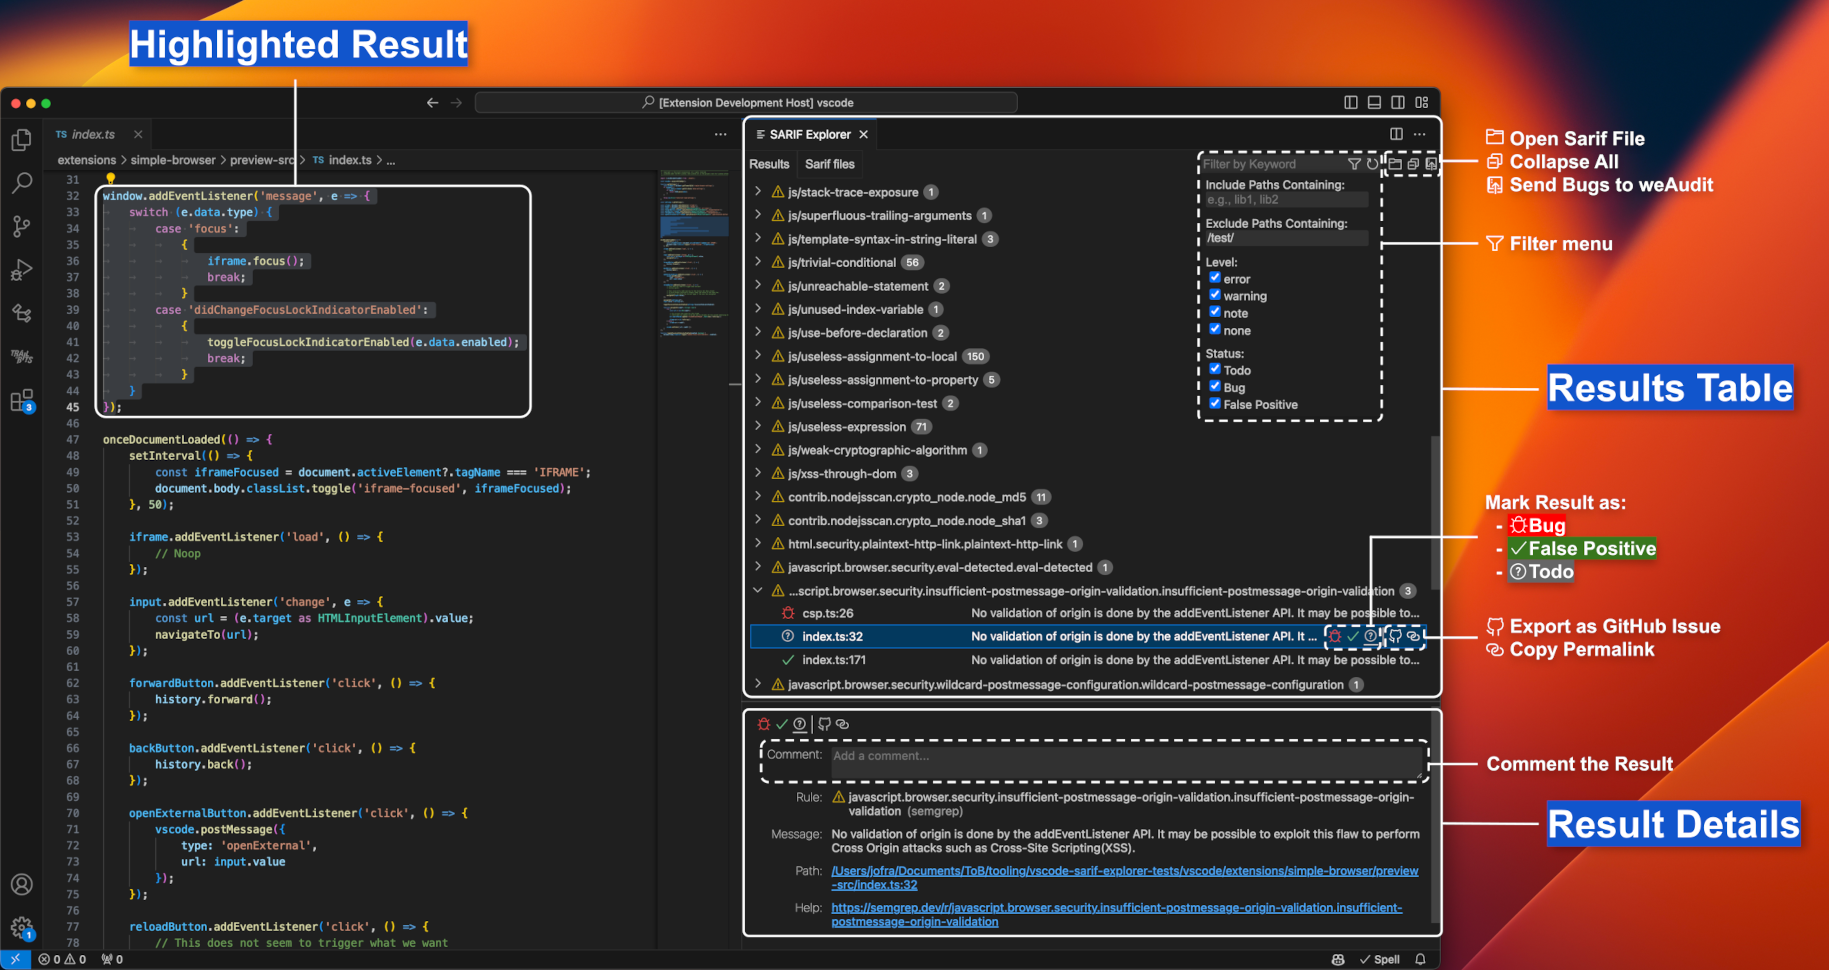 Highlighted Result
[Extension Development Host] vscode
TS index.ts
extensions > simple-browser > preview-src > TS index.ts > ...
31
32 window.addEventListener('message', e => {
33 switch (e.data.type) {
34 case 'focus':
35 {
36 iframe.focus();
37 break;
38 }
39 case 'didChangeFocusLockIndicatorEnabled':
40 {
41 toggleFocusLockIndicatorEnabled(e.data.enabled);
42 break;
43 }
44 }
45 });
46
47 onceDocumentLoaded(() => {
48 setInterval(() => {
49 const iframeFocused = document.activeElement?.tagName === 'IFRAME';
50 document.body.classList.toggle('iframe-focused', iframeFocused);
51 }, 50);
52
53 iframe.addEventListener('load', () => {
54 // Noop
55 });
56
57 input.addEventListener('change', e => {
58 const url = (e.target as HTMLInputElement).value;
59 navigateTo(url);
60 });
61
62 forwardButton.addEventListener('click', () => {
63 history.forward();
64 });
65
66 backButton.addEventListener('click', () => {
67 history.back();
68 });
69
70 openExternalButton.addEventListener('click', () => {
71 vscode.postMessage({
72 type: 'openExternal',
73 url: input.value
74 });
75 });
76
77 reloadButton.addEventListener('click', () => {
78 // This does not seem to trigger what we want
3
1
0 0 0
Spell
SARIF Explorer
Results Sarif files
js/stack-trace-exposure 1
js/superfluous-trailing-arguments 1
js/template-syntax-in-string-literal 3
js/trivial-conditional 56
js/unreachable-statement 2
js/unused-index-variable 1
js/use-before-declaration 2
js/useless-assignment-to-local 150
js/useless-assignment-to-property 5
js/useless-comparison-test 2
js/useless-expression 71
js/weak-cryptographic-algorithm 1
js/xss-through-dom 3
contrib.nodejsscan.crypto_node.node_md5 11
contrib.nodejsscan.crypto_node.node_sha1 3
html.security.plaintext-http-link.plaintext-http-link 1
javascript.browser.security.eval-detected.eval-detected 1
...script.browser.security.insufficient-postmessage-origin-validation.insufficient-postmessage-origin-validation 3
csp.ts:26 No validation of origin is done by the addEventListener API. It may be possible to...
index.ts:32 No validation of origin is done by the addEventListener API. It ...
index.ts:171 No validation of origin is done by the addEventListener API. It may be possible to...
javascript.browser.security.wildcard-postmessage-configuration.wildcard-postmessage-configuration 1
Filter by Keyword
Include Paths Containing:
e.g., lib1, lib2
Exclude Paths Containing:
/test/
Level:
error
warning
note
none
Status:
Todo
Bug
False Positive
Comment: Add a comment...
Rule: javascript.browser.security.insufficient-postmessage-origin-validation.insufficient-postmessage-origin-
validation (semgrep)
Message: No validation of origin is done by the addEventListener API. It may be possible to exploit this flaw to perform
Cross Origin attacks such as Cross-Site Scripting(XSS).
Path: /Users/jofra/Documents/ToB/tooling/vscode-sarif-explorer-tests/vscode/extensions/simple-browser/preview
-src/index.ts:32
Help: https://semgrep.dev/r/javascript.browser.security.insufficient-postmessage-origin-validation.insufficient-
postmessage-origin-validation
Open Sarif File
Collapse All
Send Bugs to weAudit
Filter menu
Results Table
Mark Result as:
- Bug
- False Positive
- Todo
Export as GitHub Issue
Copy Permalink
Comment the Result
Result Details